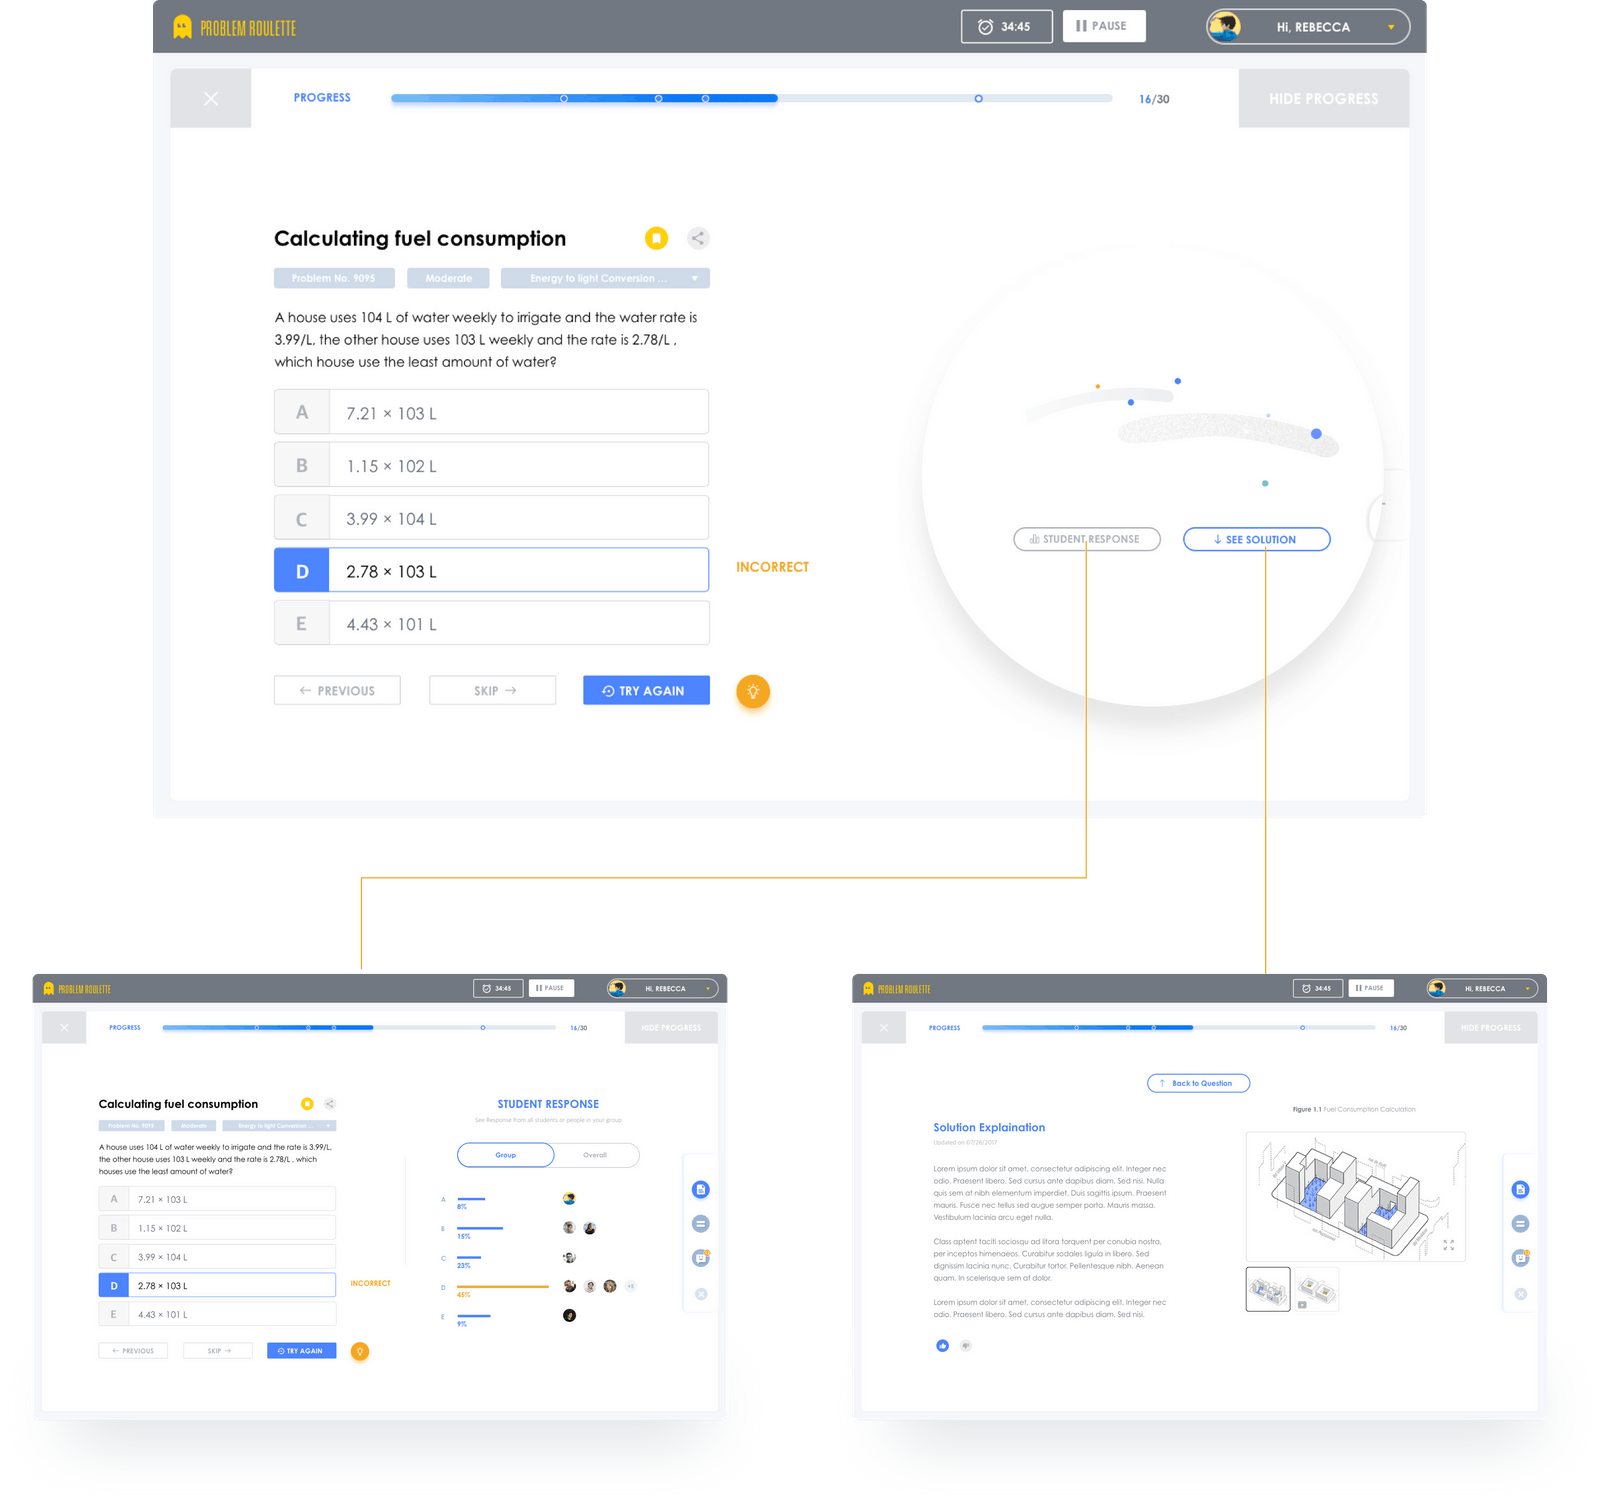 PROBLEM ROULETTE
34:45
PAUSE
Hi, REBECCA
PROGRESS
16/30
HIDE PROGRESS
Calculating fuel consumption
Problem No. 9095
Moderate
Energy to light Conversion ...
A house uses 104 L of water weekly to irrigate and the water rate is
3.99/L, the other house uses 103 L weekly and the rate is 2.78/L ,
which house use the least amount of water?
A 7.21 × 103 L
B 1.15 × 102 L
C 3.99 × 104 L
D 2.78 × 103 L
INCORRECT
E 4.43 × 101 L
← PREVIOUS
SKIP →
TRY AGAIN
STUDENT RESPONSE
↓ SEE SOLUTION
PROBLEM ROULETTE
34:45
PAUSE
Hi, REBECCA
PROGRESS
16/30
HIDE PROGRESS
Calculating fuel consumption
Problem No. 9095
Moderate
Energy to light Conversion ...
A house uses 104 L of water weekly to irrigate and the rate is 3.99/L,
the other house uses 103 L weekly and the rate is 2.78/L , which
houses use the least amount of water?
A 7.21 × 103 L
B 1.15 × 102 L
C 3.99 × 104 L
D 2.78 × 103 L
INCORRECT
E 4.43 × 101 L
← PREVIOUS
SKIP →
TRY AGAIN
STUDENT RESPONSE
See Response from all students or people in your group
Group
Overall
A
8%
B
15%
C
23%
D
45%
+5
E
9%
PROBLEM ROULETTE
34:45
PAUSE
Hi, REBECCA
PROGRESS
16/30
HIDE PROGRESS
↑ Back to Question
Solution Explaination
Updated on 07/28/2017
Lorem ipsum dolor sit amet, consectetur adipiscing elit. Integer nec
odio. Praesent libero. Sed cursus ante dapibus diam. Sed nisi. Nulla
quis sem at nibh elementum imperdiet. Duis sagittis ipsum. Praesent
mauris. Fusce nec tellus sed augue semper porta. Mauris massa.
Vestibulum lacinia arcu eget nulla.
Class aptent taciti sociosqu ad litora torquent per conubia nostra,
per inceptos himenaeos. Curabitur sodales ligula in libero. Sed
dignissim lacinia nunc. Curabitur tortor. Pellentesque nibh. Aenean
quam. In scelerisque sem at dolor.
Lorem ipsum dolor sit amet, consectetur adipiscing elit. Integer nec
odio. Praesent libero. Sed cursus ante dapibus diam. Sed nisi.
Figure 1.1 Fuel Consumption Calculation